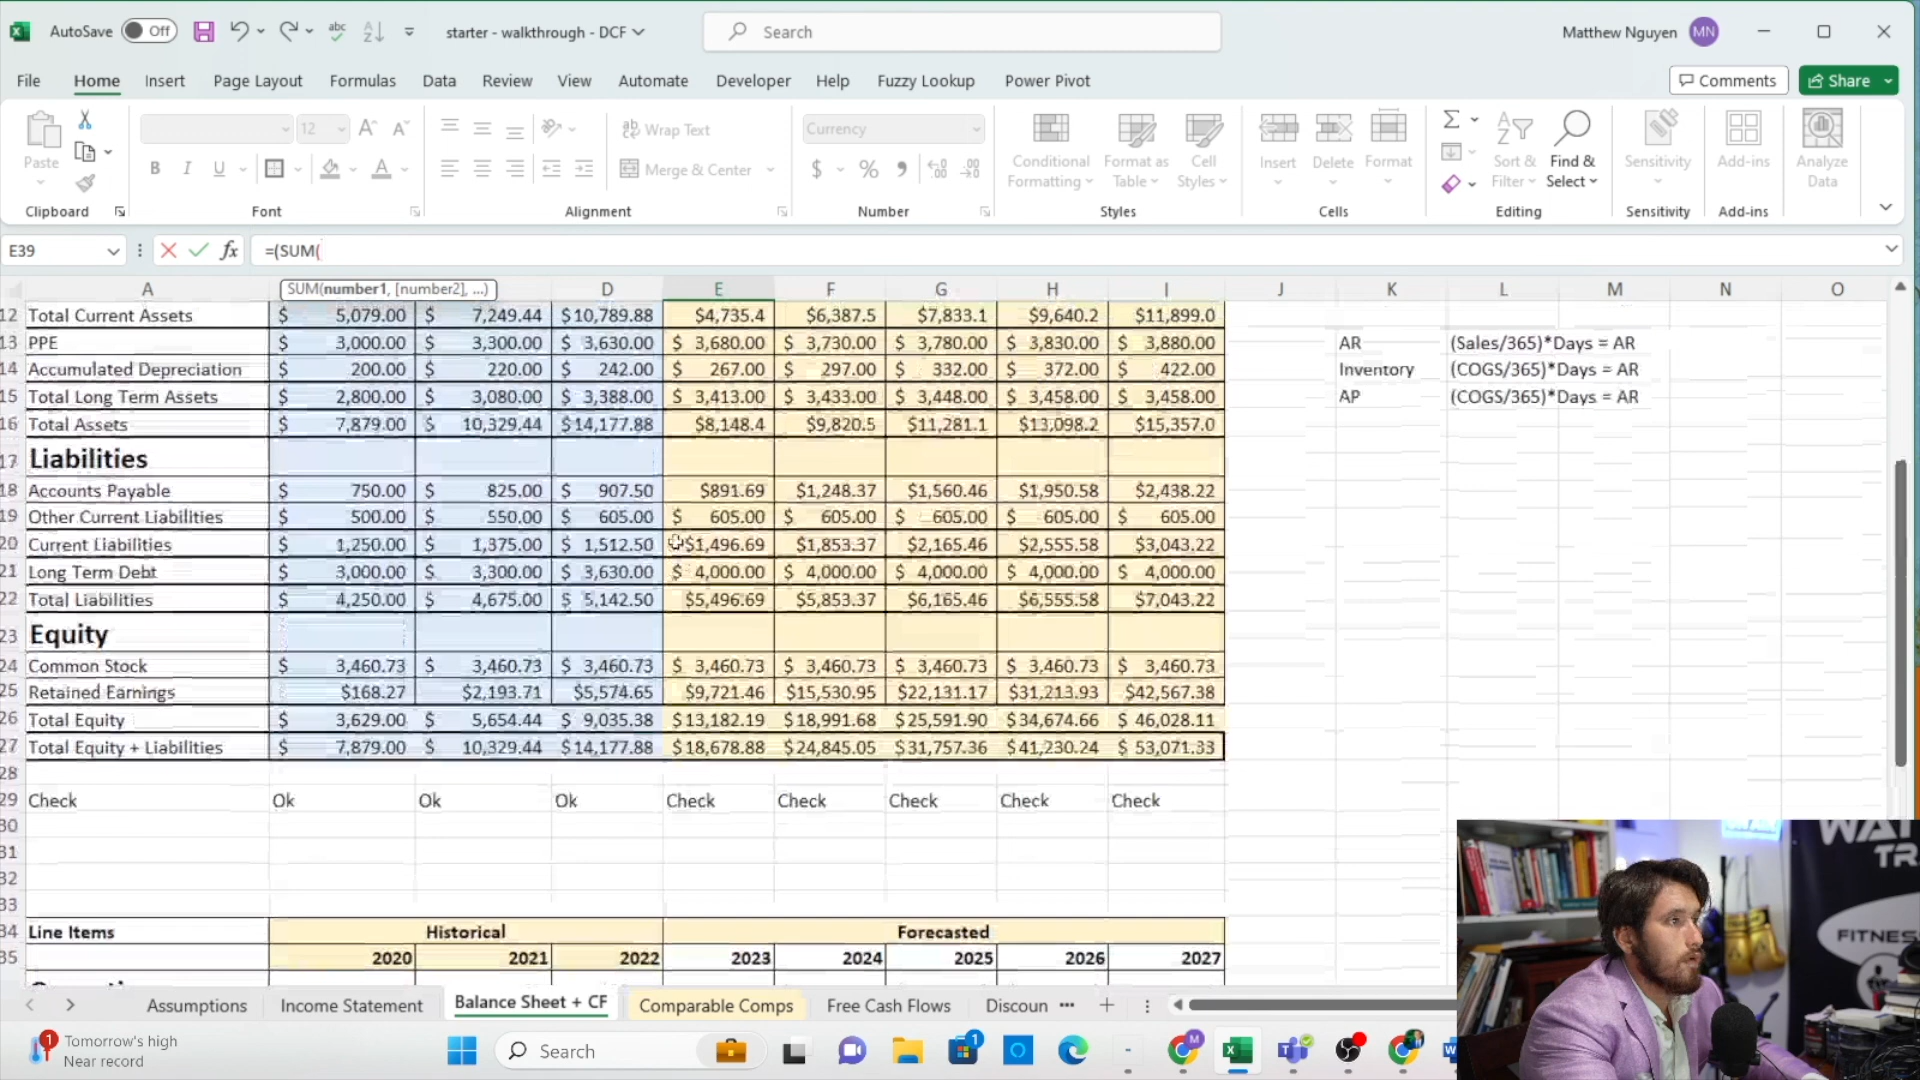 AutoSave Off abc starter - walkthrough - DCF Search Matthew Nguyen MN
File Home Insert Page Layout Formulas Data Review View Automate Developer Help Fuzzy Lookup Power Pivot Comments Share
Paste 12 A A ab Wrap Text Currency Conditional Formatting Format as Table Cell Styles Insert Delete Format Sort & Filter Find & Select Sensitivity Add-ins Analyze Data
B I U A Merge & Center $ % ,
Clipboard Font Alignment Number Styles Cells Editing Sensitivity Add-ins
E39 fx =(SUM(
A SUM(number1, [number2], ...) D E F G H I J K L M N O
12 Total Current Assets $ 5,079.00 $ 7,249.44 $10,789.88 $4,735.4 $6,387.5 $7,833.1 $9,640.2 $11,899.0
13 PPE $ 3,000.00 $ 3,300.00 $ 3,630.00 $ 3,680.00 $ 3,730.00 $ 3,780.00 $ 3,830.00 $ 3,880.00 AR (Sales/365)*Days = AR
14 Accumulated Depreciation $ 200.00 $ 220.00 $ 242.00 $ 267.00 $ 297.00 $ 332.00 $ 372.00 $ 422.00 Inventory (COGS/365)*Days = AR
15 Total Long Term Assets $ 2,800.00 $ 3,080.00 $ 3,388.00 $ 3,413.00 $ 3,433.00 $ 3,448.00 $ 3,458.00 $ 3,458.00 AP (COGS/365)*Days = AR
16 Total Assets $ 7,879.00 $ 10,329.44 $14,177.88 $8,148.4 $9,820.5 $11,281.1 $13,098.2 $15,357.0
17 Liabilities
18 Accounts Payable $ 750.00 $ 825.00 $ 907.50 $891.69 $1,248.37 $1,560.46 $1,950.58 $2,438.22
19 Other Current Liabilities $ 500.00 $ 550.00 $ 605.00 $ 605.00 $ 605.00 $ 605.00 $ 605.00 $ 605.00
20 Current Liabilities $ 1,250.00 $ 1,375.00 $ 1,512.50 $1,496.69 $1,853.37 $2,165.46 $2,555.58 $3,043.22
21 Long Term Debt $ 3,000.00 $ 3,300.00 $ 3,630.00 $ 4,000.00 $ 4,000.00 $ 4,000.00 $ 4,000.00 $ 4,000.00
22 Total Liabilities $ 4,250.00 $ 4,675.00 $ 5,142.50 $5,496.69 $5,853.37 $6,165.46 $6,555.58 $7,043.22
23 Equity
24 Common Stock $ 3,460.73 $ 3,460.73 $ 3,460.73 $ 3,460.73 $ 3,460.73 $ 3,460.73 $ 3,460.73 $ 3,460.73
25 Retained Earnings $168.27 $2,193.71 $5,574.65 $9,721.46 $15,530.95 $22,131.17 $31,213.93 $42,567.38
26 Total Equity $ 3,629.00 $ 5,654.44 $ 9,035.38 $13,182.19 $18,991.68 $25,591.90 $34,674.66 $ 46,028.11
27 Total Equity + Liabilities $ 7,879.00 $ 10,329.44 $14,177.88 $18,678.88 $24,845.05 $31,757.36 $41,230.24 $ 53,071.33
28
29 Check Ok Ok Ok Check Check Check Check Check
30
31
32
33
34 Line Items Historical Forecasted
35 2020 2021 2022 2023 2024 2025 2026 2027
Assumptions Income Statement Balance Sheet + CF Comparable Comps Free Cash Flows Discoun
FITNES
1 Tomorrow's high
Near record
Search 1 M